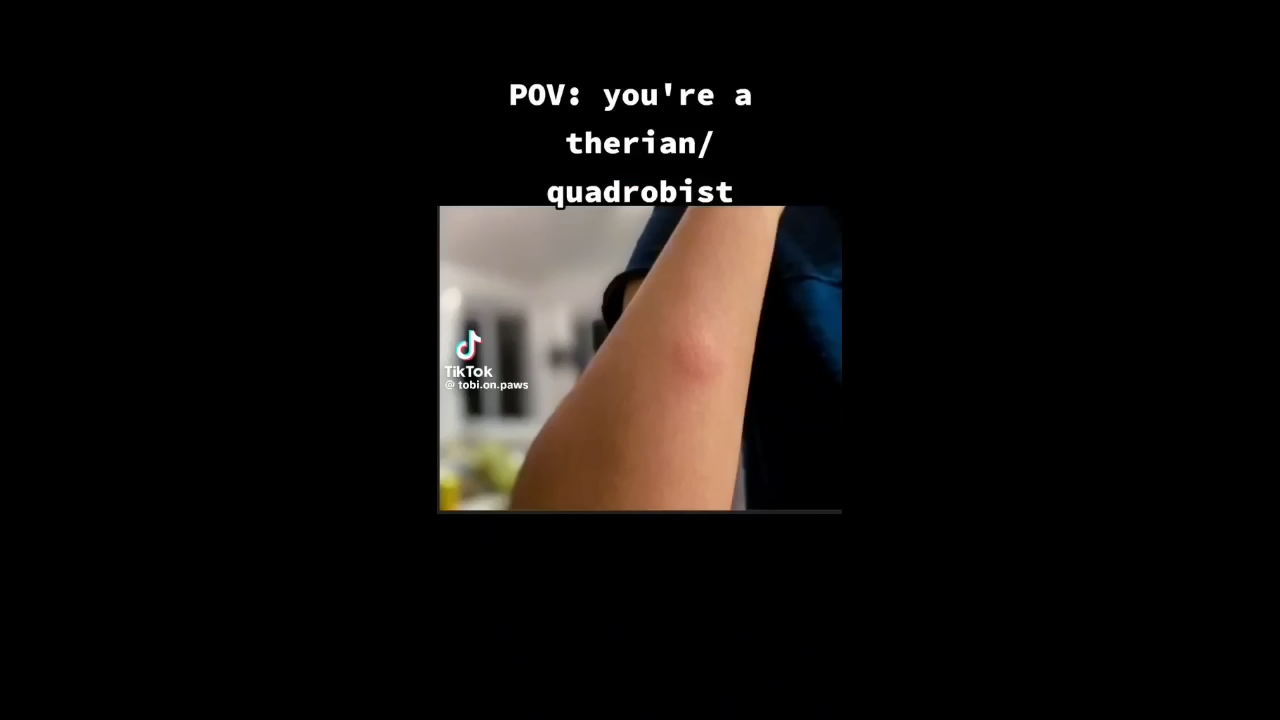 POV: you're a
therian/
quadrobist
TikTok
@ tobi.on.paws